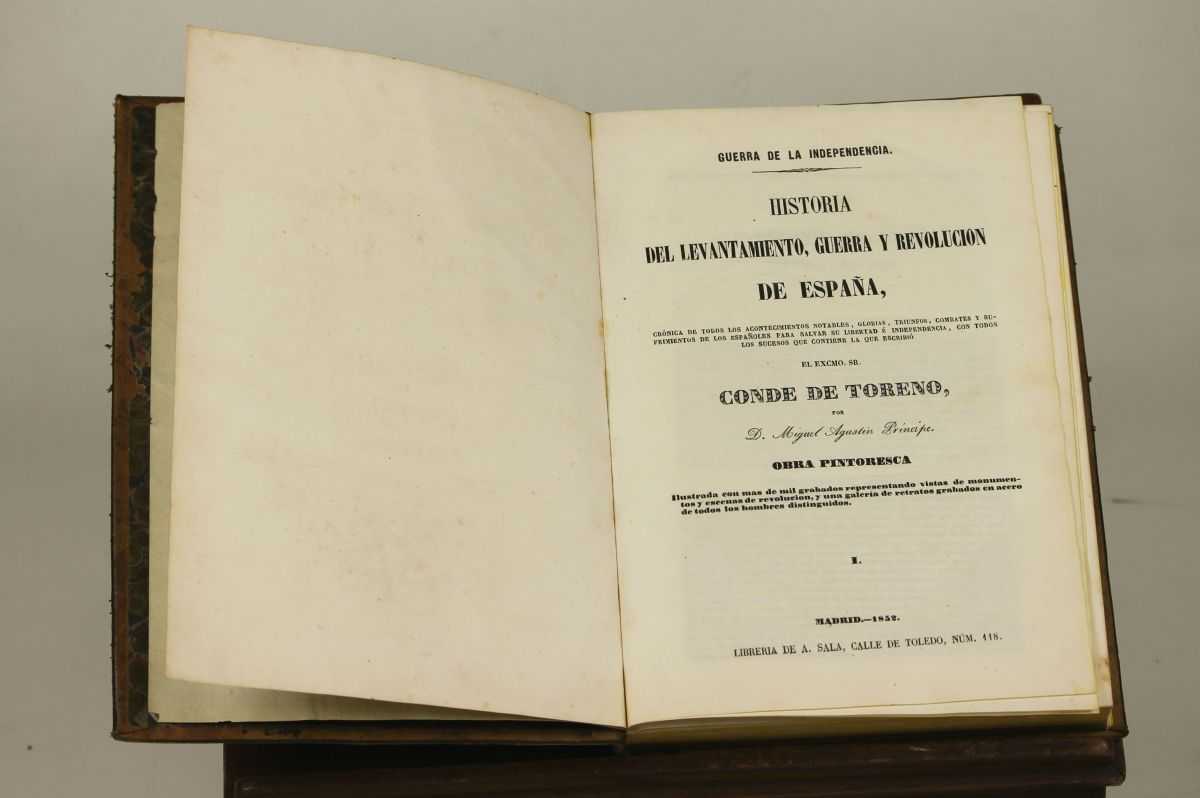 GUERRA DE LA INDEPENDENCIA.
HISTORIA
DEL LEVANTAMIENTO, GUERRA Y REVOLUCION
DE ESPAÑA,
CRÓNICA DE TODOS LOS ACONTECIMIENTOS NOTABLES, GLORIAS, TRIUNFOS, COMBATES Y SU-
FRIMIENTOS DE LOS ESPAÑOLES PARA SALVAR SU LIBERTAD É INDEPENDENCIA, CON TODOS
LOS SUCESOS QUE CONTIENE LA QUE ESCRIBIÓ
EL EXCMO. SR.
CONDE DE TORENO,
POR
D. Miguel Agustin Príncipe.
OBRA PINTORESCA
Ilustrada con mas de mil grabados representando vistas de monumen-
tos y escenas de revolucion, y una galería de retratos grabados en acero
de todos los hombres distinguidos.
I.
MADRID.—1852.
LIBRERIA DE A. SALA, CALLE DE TOLEDO, NÚM. 118.